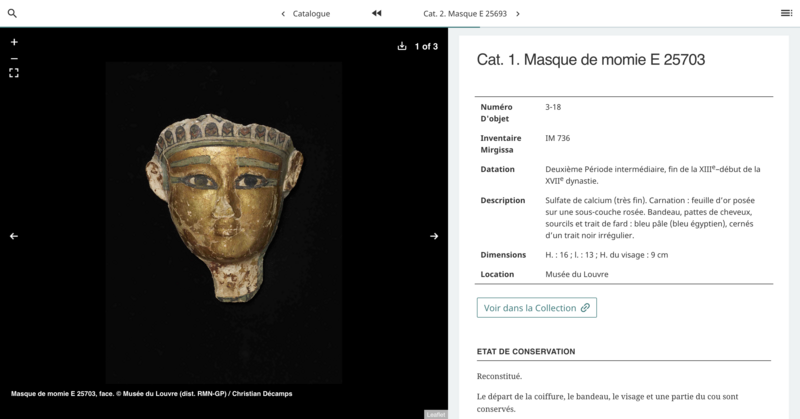 Catalogue
Cat. 2. Masque E 25693
1 of 3
Cat. 1. Masque de momie E 25703
Numéro
D'objet
3-18
Inventaire
Mirgissa
IM 736
Datation
Deuxième Période intermédiaire, fin de la XIIIe–début de la
XVIIe dynastie.
Description
Sulfate de calcium (très fin). Carnation : feuille d'or posée
sur une sous-couche rosée. Bandeau, pattes de cheveux,
sourcils et trait de fard : bleu pâle (bleu égyptien), cernés
d'un trait noir irrégulier.
Dimensions
H. : 16 ; l. : 13 ; H. du visage : 9 cm
Location
Musée du Louvre
Voir dans la Collection
ETAT DE CONSERVATION
Reconstitué.
Le départ de la coiffure, le bandeau, le visage et une partie du cou sont
conservés.
Masque de momie E 25703, face. © Musée du Louvre (dist. RMN-GP) / Christian Décamps
Leaflet